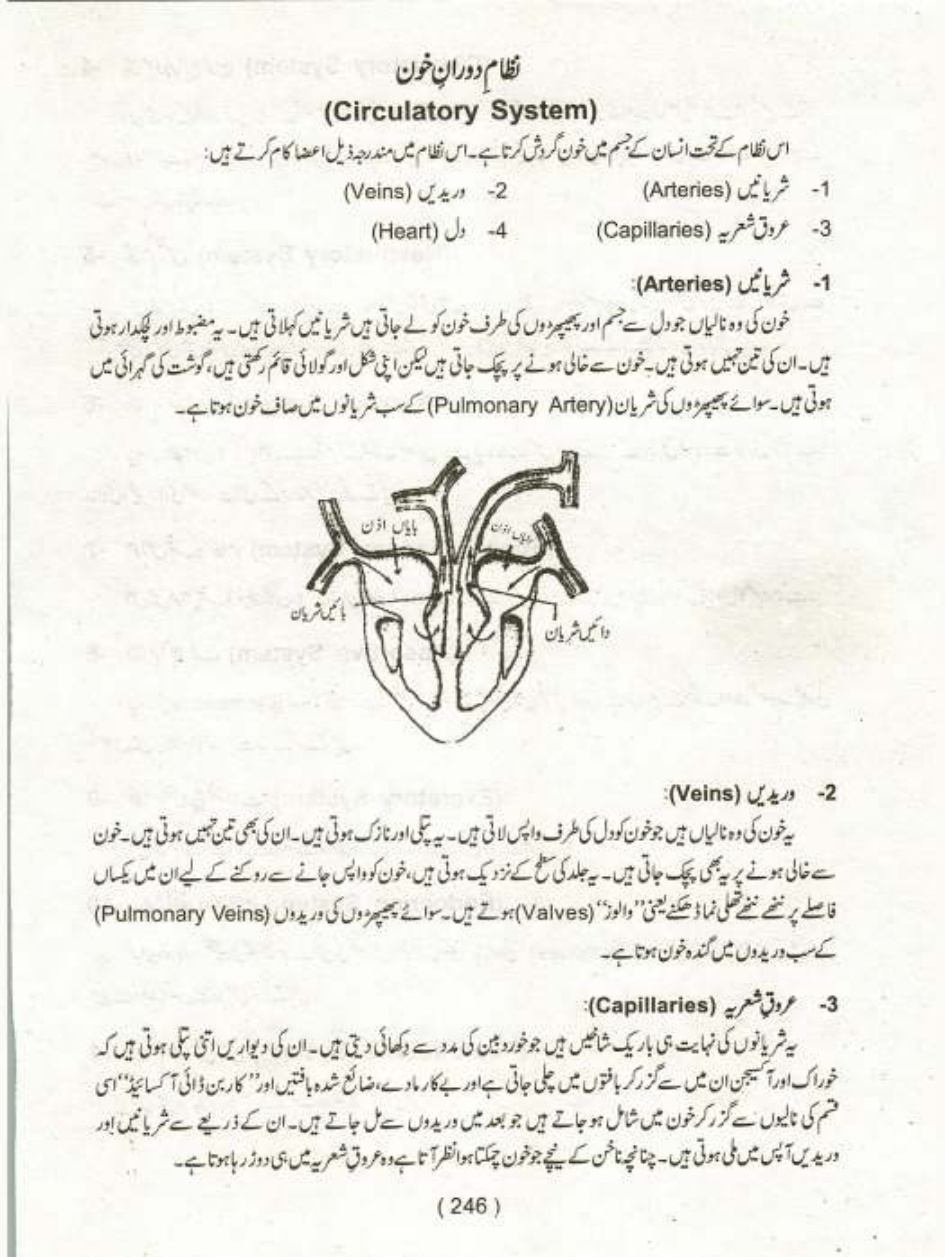 نظامِ دورانِ خون
(Circulatory System)
اس نظام کے تحت انسان کے جسم میں خون گردش کرتا ہے۔ اس نظام میں مندرجہ ذیل اعضا کام کرتے ہیں:
1- شریانیں (Arteries) 2- وریدیں (Veins)
3- عروقِ شعریہ (Capillaries) 4- دل (Heart)
1- شریانیں (Arteries):
خون کی وہ نالیاں جو دل سے جسم اور پھیپھڑوں کی طرف خون کو لے جاتی ہیں شریانیں کہلاتی ہیں۔ یہ مضبوط اور لچکدار ہوتی
ہیں۔ ان کی تین تہیں ہوتی ہیں۔ خون سے خالی ہونے پر پچک جاتی ہیں لیکن اپنی شکل اور گولائی قائم رکھتی ہیں، گوشت کی گہرائی میں
ہوتی ہیں۔ سوائے پھیپھڑوں کی شریان (Pulmonary Artery) کے سب شریانوں میں صاف خون ہوتا ہے۔
بایاں اذن
دایاں اذن
بائیں شریان
دائیں شریان
2- وریدیں (Veins):
یہ خون کی وہ نالیاں ہیں جو خون کو دل کی طرف واپس لاتی ہیں۔ یہ پتلی اور نازک ہوتی ہیں۔ ان کی بھی تین تہیں ہوتی ہیں۔ خون
سے خالی ہونے پر یہ بھی پچک جاتی ہیں۔ یہ جلد کی سطح کے نزدیک ہوتی ہیں، خون کو واپس جانے سے روکنے کے لیے ان میں یکساں
فاصلے پر ننھے ننھے تھلی نما ڈھکنے یعنی "والوز" (Valves) ہوتے ہیں۔ سوائے پھیپھڑوں کی وریدوں (Pulmonary Veins)
کے سب وریدوں میں گندہ خون ہوتا ہے۔
3- عروقِ شعریہ (Capillaries):
یہ شریانوں کی نہایت ہی باریک شاخیں ہیں جو خوردبین کی مدد سے دکھائی دیتی ہیں۔ ان کی دیواریں اتنی پتلی ہوتی ہیں کہ
خوراک اور آکسیجن ان میں سے گزر کر بافتوں میں چلی جاتی ہے اور بے کار مادے، ضائع شدہ بافتیں اور "کاربن ڈائی آکسائیڈ" اسی
قسم کی نالیوں سے گزر کر خون میں شامل ہو جاتے ہیں جو بعد میں وریدوں سے مل جاتے ہیں۔ ان کے ذریعے سے شریانیں اور
وریدیں آپس میں ملی ہوتی ہیں۔ چنانچہ ناخن کے نیچے جو خون چمکتا ہوا نظر آتا ہے وہ عروقِ شعریہ میں ہی دوڑ رہا ہوتا ہے۔
(246)